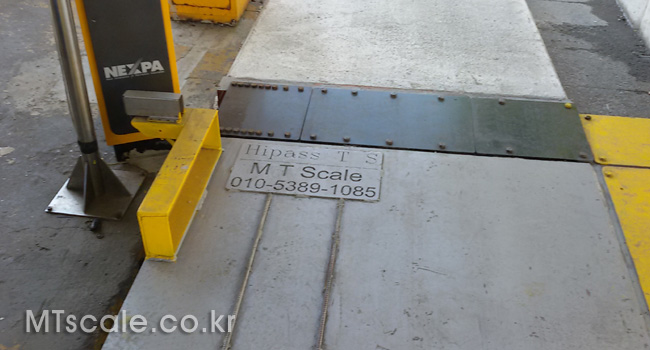 NEXPA
Hipass T S
M T Scale
010-5389-1085
MTscale.co.kr